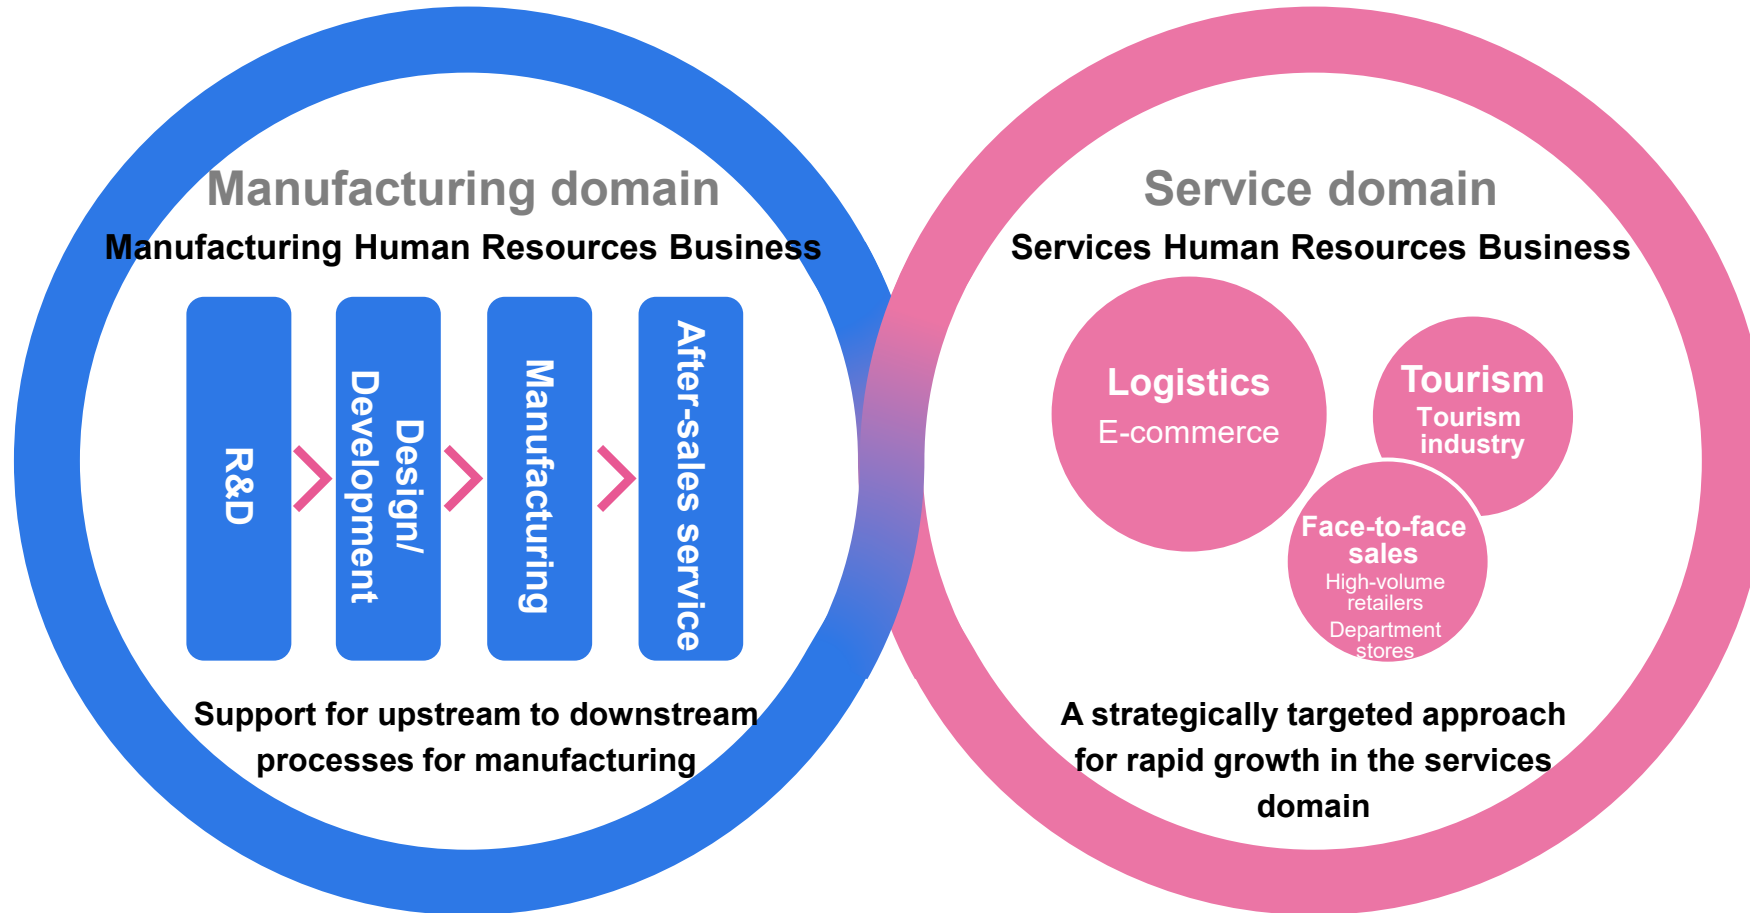 Manufacturing domain
Manufacturing Human Resources Business
R&D
Design/
Development
Manufacturing
After-sales service
Support for upstream to downstream
processes for manufacturing
Service domain
Services Human Resources Business
Logistics
E-commerce
Tourism
Tourism
industry
Face-to-face
sales
High-volume
retailers
Department
stores
A strategically targeted approach
for rapid growth in the services
domain